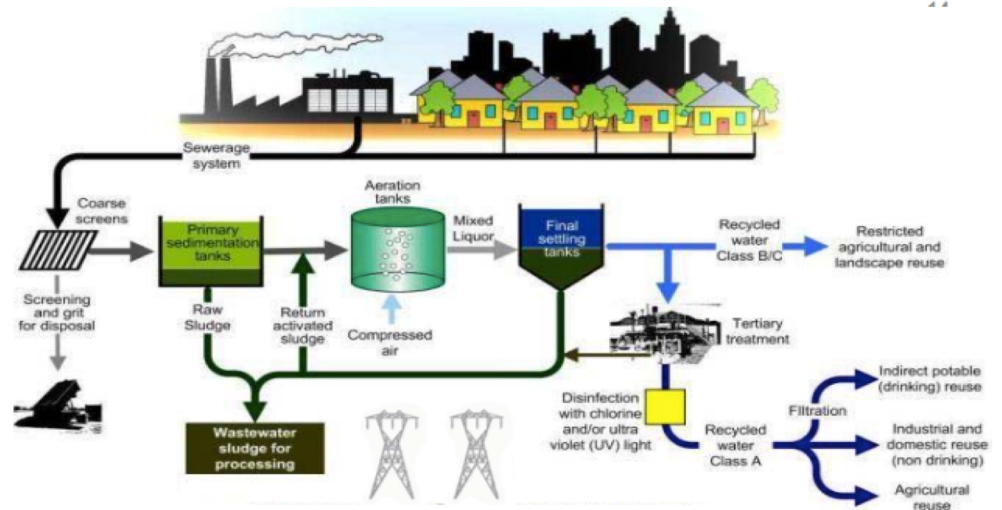 Sewerage
system
Coarse
screens
Primary
sedimentation
tanks
Aeration
tanks
Mixed
Liquor
Final
settling
tanks
Recycled
water
Class B/C
Restricted
agricultural and
landscape reuse
Screening
and grit
for disposal
Raw
Sludge
Return
activated
sludge
Compressed
air
Tertiary
treatment
Wastewater
sludge for
processing
Disinfection
with chlorine
and/or ultra
violet (UV) light
Recycled
water
Class A
FIltration
Indirect potable
(drinking) reuse
Industrial and
domestic reuse
(non drinking)
Agricultural
reuse